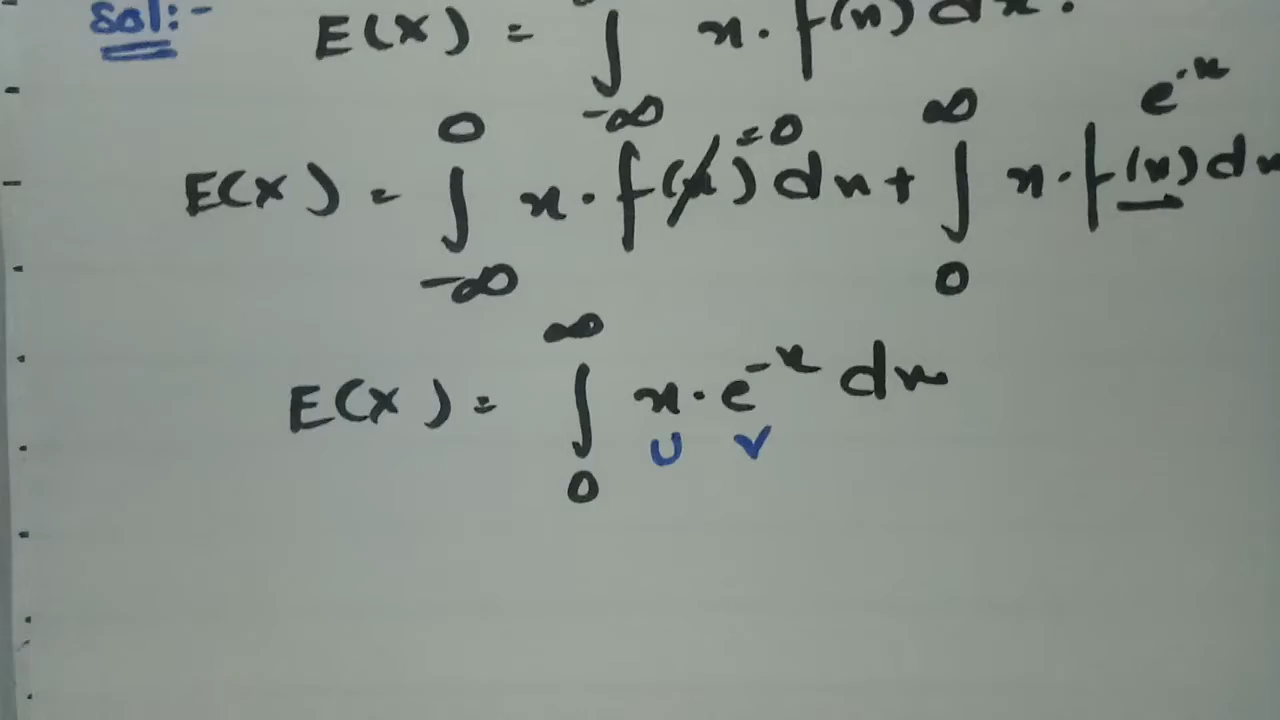 Sol:- E(X) = ∫_{-∞} x · f(x) dx.
E(X) = ∫_{-∞}^{0} x · f(x)^{=0} dx + ∫_{0}^{∞} x · f(x) dx e^{-x}
E(X) = ∫_{0}^{∞} x · e^{-x} dx
U V